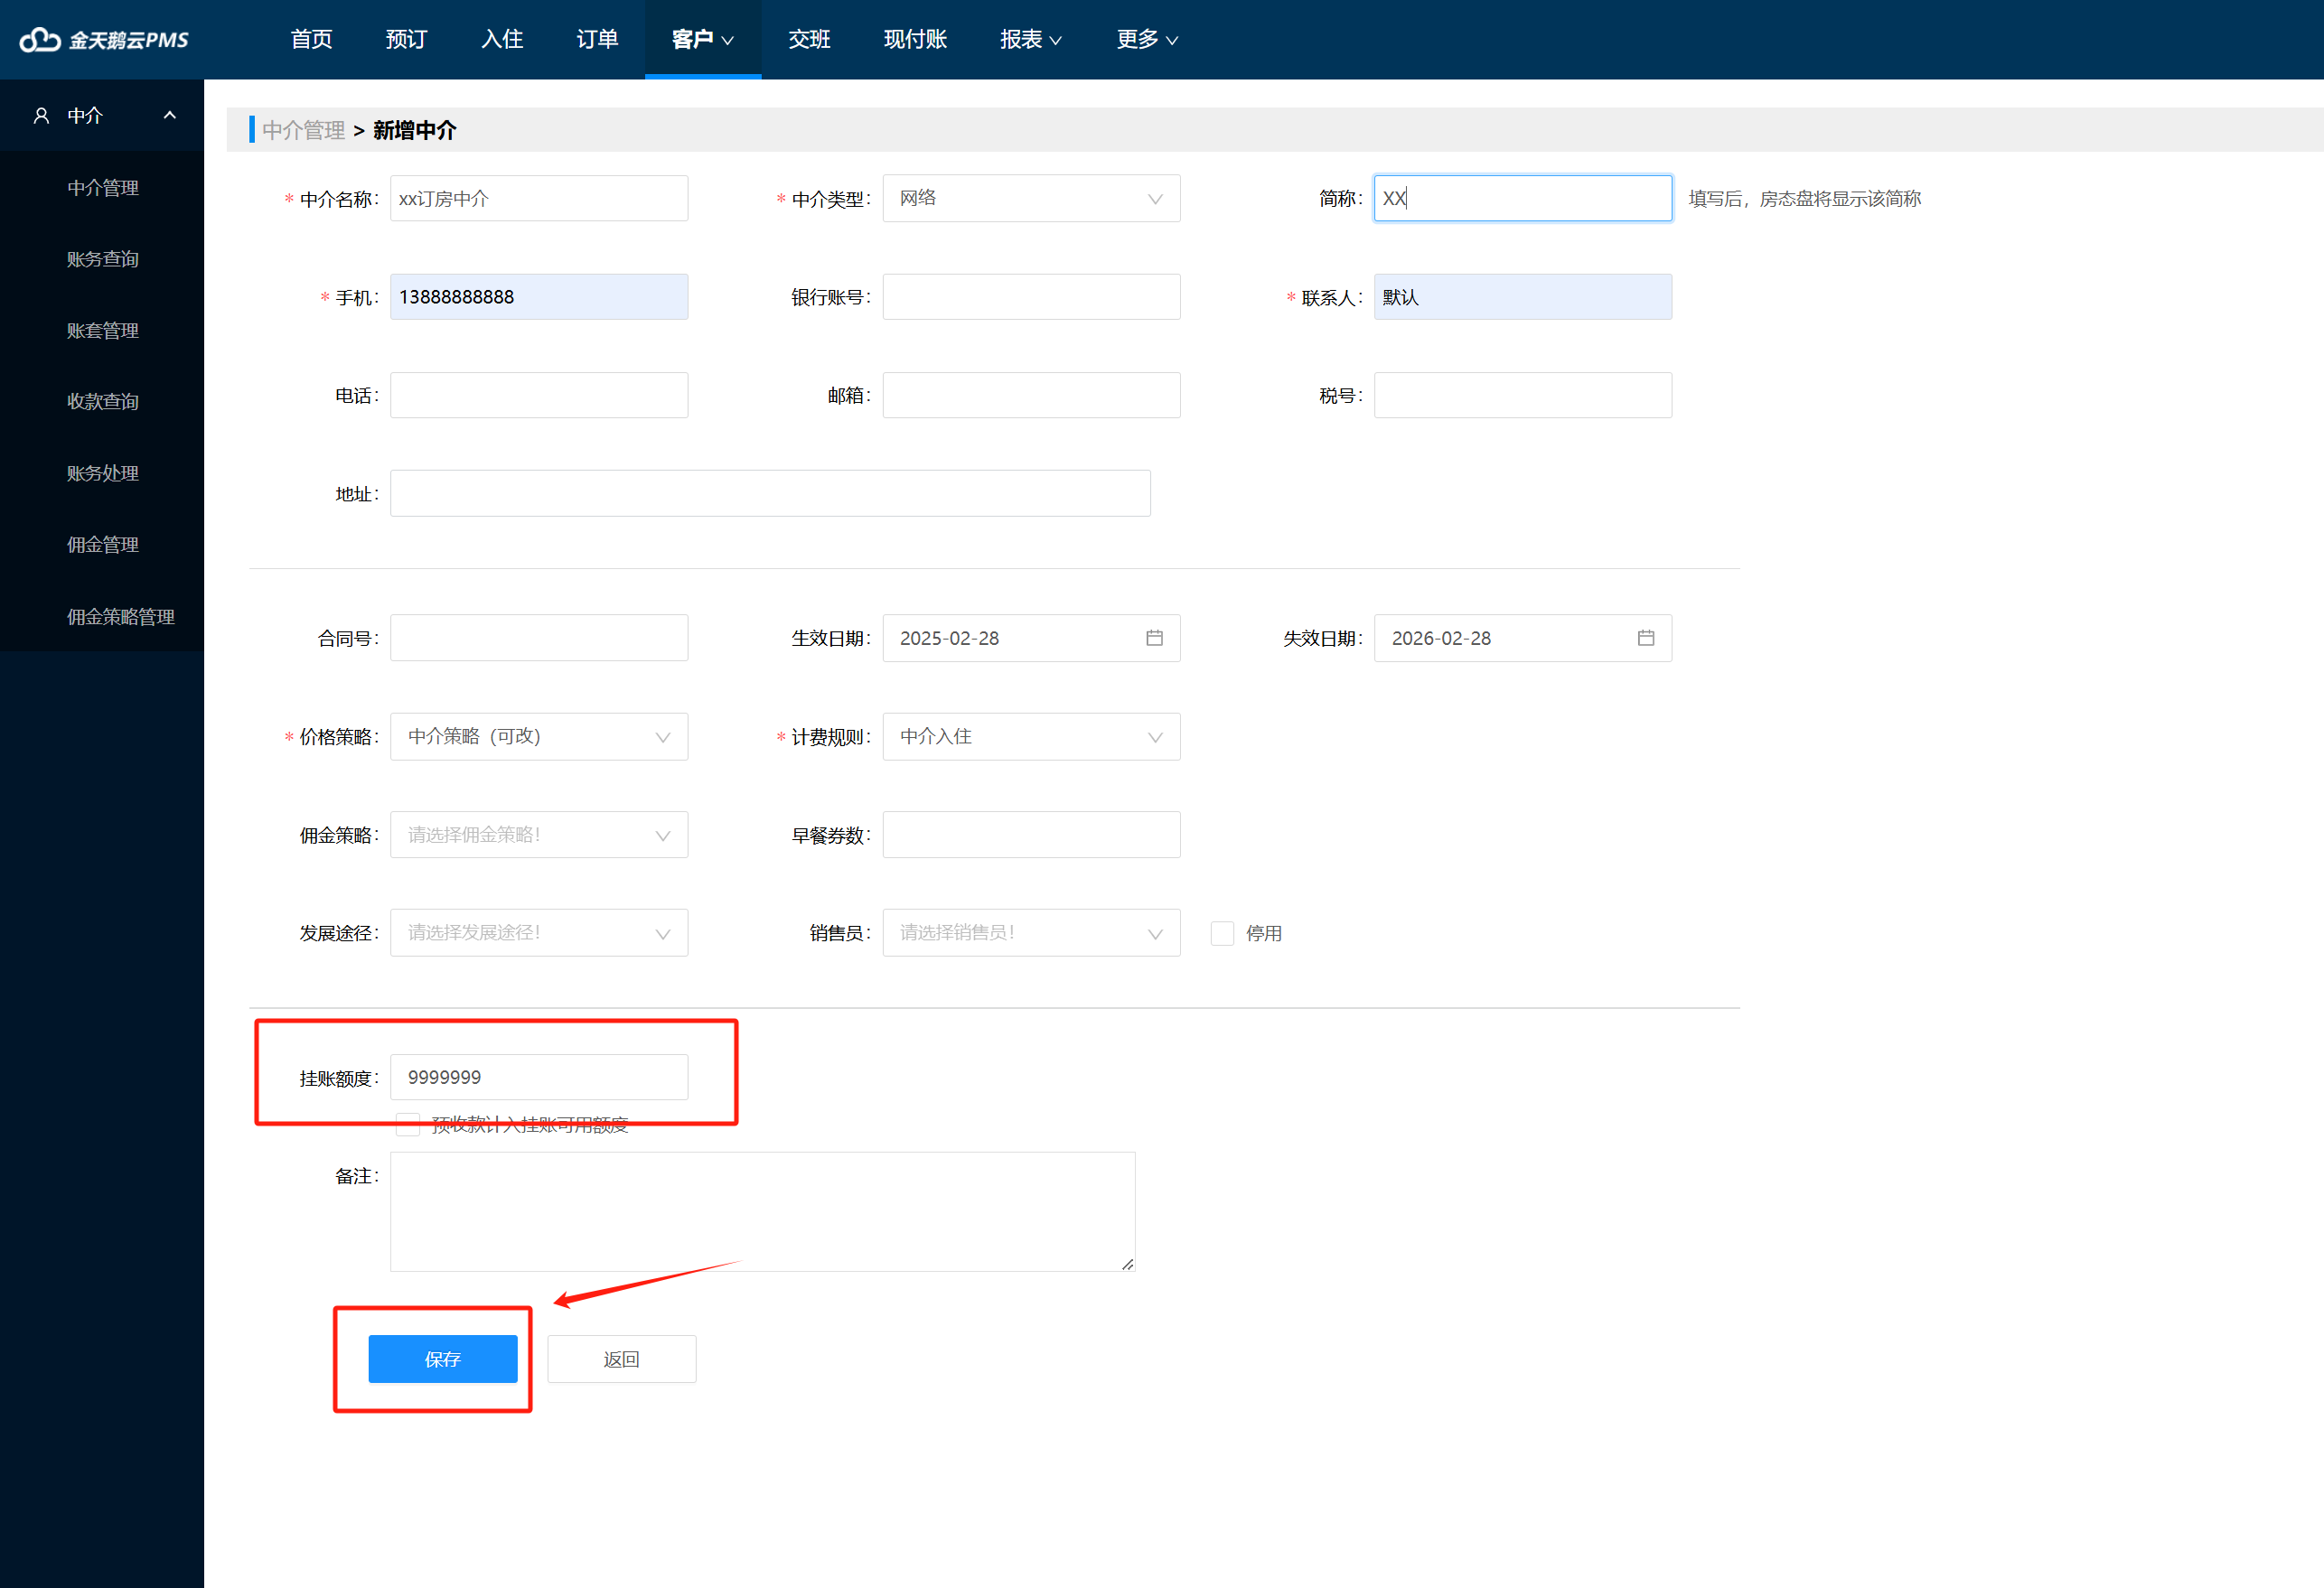 金天鹅云PMS 首页 预订 入住 订单 客户 交班 现付账 报表 更多
中介
中介管理
账务查询
账套管理
收款查询
账务处理
佣金管理
佣金策略管理
中介管理 > 新增中介
* 中介名称: xx订房中介 * 中介类型: 网络 简称: XX 填写后，房态盘将显示该简称
* 手机: 13888888888 银行账号: * 联系人: 默认
电话: 邮箱: 税号:
地址:
合同号: 生效日期: 2025-02-28 失效日期: 2026-02-28
* 价格策略: 中介策略（可改） * 计费规则: 中介入住
佣金策略: 请选择佣金策略! 早餐券数:
发展途径: 请选择发展途径! 销售员: 请选择销售员! 停用
挂账额度: 9999999
预收款计入挂账可用额度
备注:
保存 返回